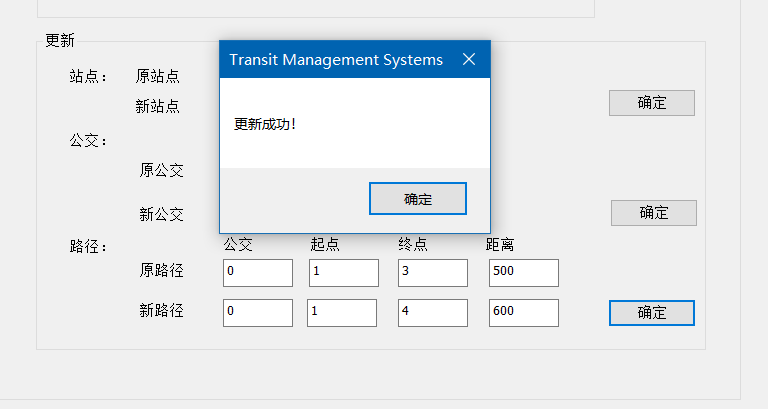 更新
Transit Management Systems
更新成功!
确定
站点： 原站点
新站点
确定
公交：
原公交
新公交
确定
路径： 公交 起点 终点 距离
原路径 0 1 3 500
新路径 0 1 4 600 确定